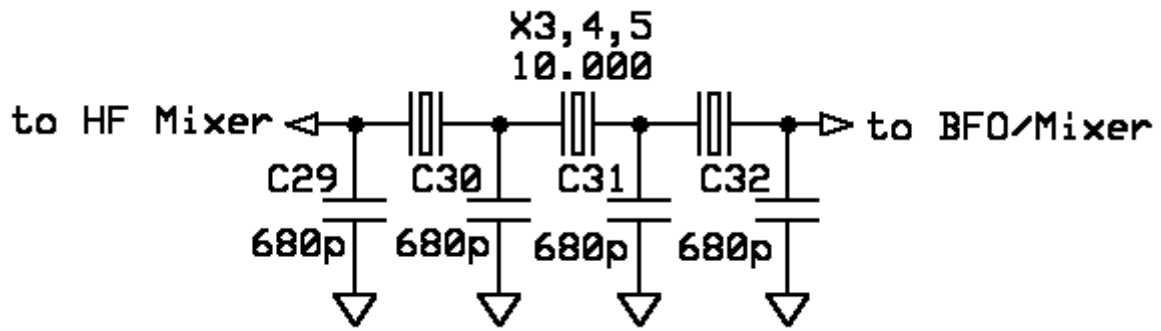 X3,4,5
10.000
to HF Mixer
to BFO/Mixer
C29
C30
C31
C32
680p
680p
680p
680p